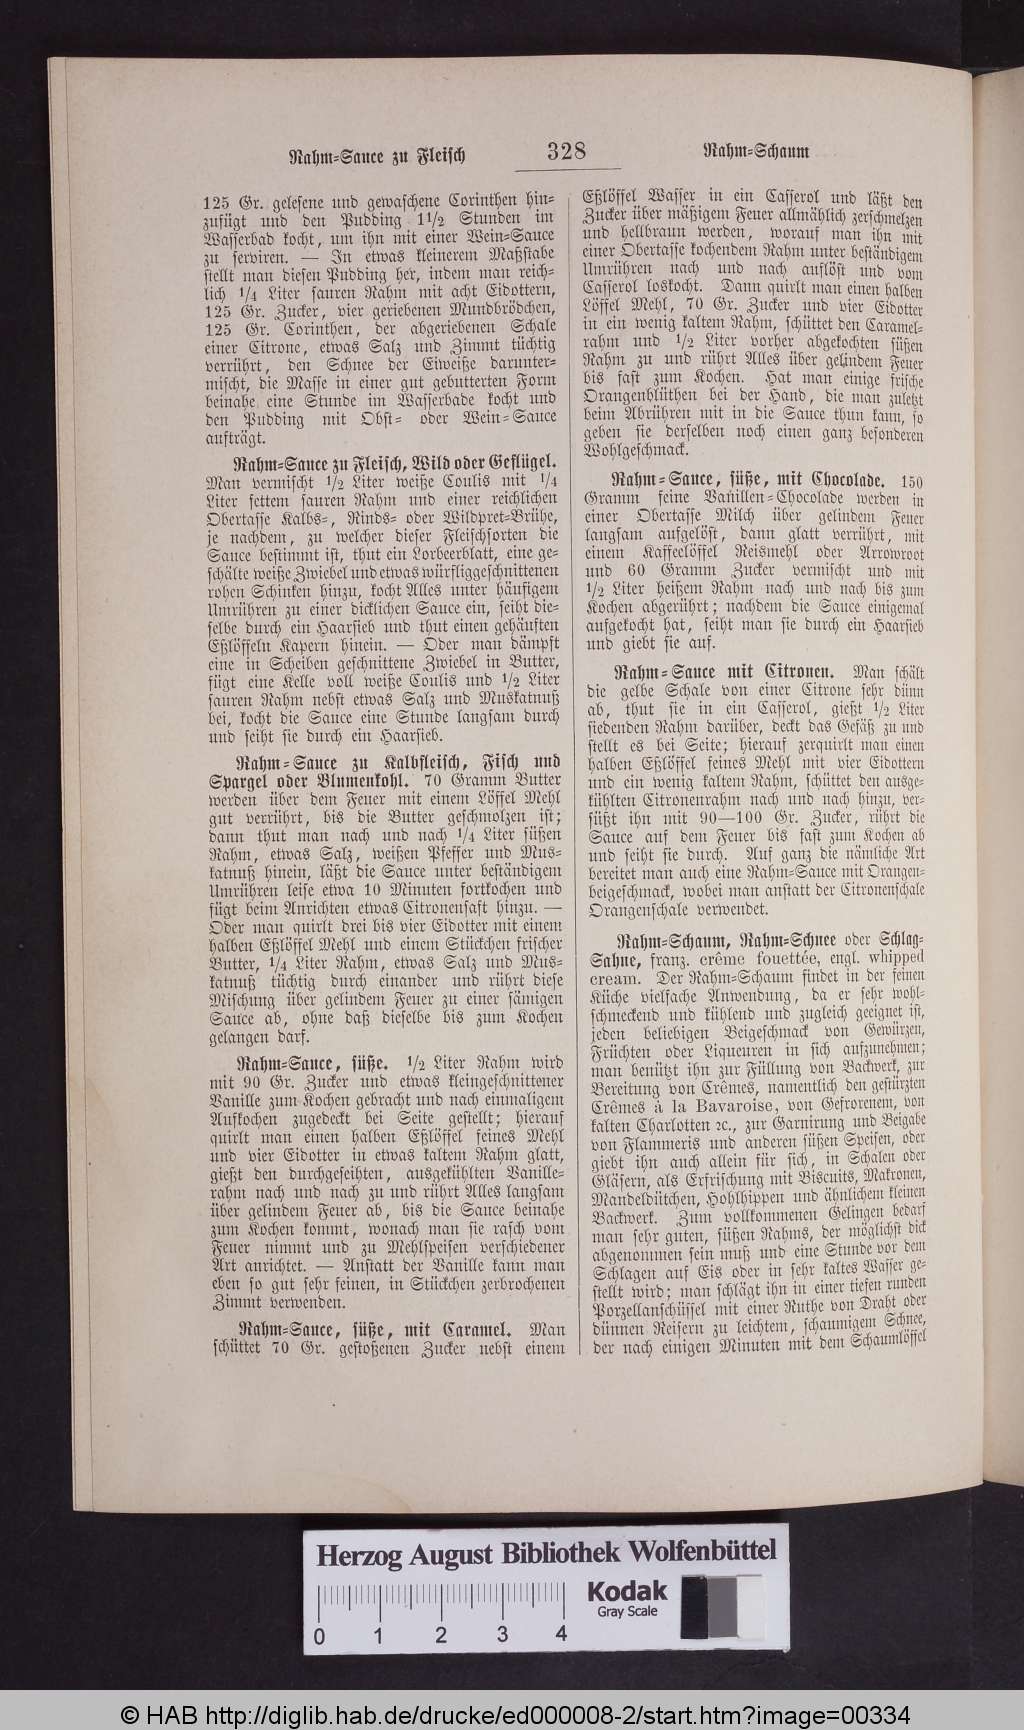 Rahm-Sauce zu Fleisch
328
Rahm-Schaum
125 Gr. gelesene und gewaschene Corinthen hin-
zufügt und den Pudding 1 1/2 Stunden im
Wasserbad kocht, um ihn mit einer Wein-Sauce
zu serviren. — In etwas kleinerem Maßstabe
stellt man diesen Pudding her, indem man reich-
lich 1/4 Liter sauren Rahm mit acht Eidottern,
125 Gr. Zucker, vier geriebenen Mundbrödchen,
125 Gr. Corinthen, der abgeriebenen Schale
einer Citrone, etwas Salz und Zimmt tüchtig
verrührt, den Schnee der Eiweiße darunter-
mischt, die Masse in einer gut gebutterten Form
beinahe eine Stunde im Wasserbade kocht und
den Pudding mit Obst- oder Wein-Sauce
aufträgt.
Rahm-Sauce zu Fleisch, Wild oder Geflügel.
Man vermischt 1/2 Liter weiße Coulis mit 1/4
Liter fettem sauren Rahm und einer reichlichen
Obertasse Kalbs-, Rinds- oder Wildpret-Brühe,
je nachdem, zu welcher dieser Fleischsorten die
Sauce bestimmt ist, thut ein Lorbeerblatt, eine ge-
schälte weiße Zwiebel und etwas würflig geschnittenen
rohen Schinken hinzu, kocht Alles unter häufigem
Umrühren zu einer dicklichen Sauce ein, seiht die-
selbe durch ein Haarsieb und thut einen gehäuften
Eßlöffeln Kapern hinein. — Oder man dämpft
eine in Scheiben geschnittene Zwiebel in Butter,
fügt eine Kelle voll weiße Coulis und 1/2 Liter
sauren Rahm nebst etwas Salz und Muskatnuß
bei, kocht die Sauce eine Stunde langsam durch
und seiht sie durch ein Haarsieb.
Rahm-Sauce zu Kalbfleisch, Fisch und
Spargel oder Blumenkohl. 70 Gramm Butter
werden über dem Feuer mit einem Löffel Mehl
gut verrührt, bis die Butter geschmolzen ist;
dann thut man nach und nach 1/4 Liter süßen
Rahm, etwas Salz, weißen Pfeffer und Mus-
katnuß hinein, läßt die Sauce unter beständigem
Umrühren leise etwa 10 Minuten fortkochen und
fügt beim Anrichten etwas Citronensaft hinzu. —
Oder man quirlt drei bis vier Eidotter mit einem
halben Eßlöffel Mehl und einem Stückchen frischer
Butter, 1/4 Liter Rahm, etwas Salz und Mus-
katnuß tüchtig durch einander und rührt diese
Mischung über gelindem Feuer zu einer sämigen
Sauce ab, ohne daß dieselbe bis zum Kochen
gelangen darf.
Rahm-Sauce, süße. 1/2 Liter Rahm wird
mit 90 Gr. Zucker und etwas kleingeschnittener
Vanille zum Kochen gebracht und nach einmaligem
Aufkochen zugedeckt bei Seite gestellt; hierauf
quirlt man einen halben Eßlöffel feines Mehl
und vier Eidotter in etwas kaltem Rahm glatt,
gießt den durchgeseihten, ausgekühlten Vanille-
rahm nach und nach zu und rührt Alles langsam
über gelindem Feuer ab, bis die Sauce beinahe
zum Kochen kommt, wonach man sie rasch vom
Feuer nimmt und zu Mehlspeisen verschiedener
Art anrichtet. — Anstatt der Vanille kann man
eben so gut sehr feinen, in Stückchen zerbrochenen
Zimmt verwenden.
Rahm-Sauce, süße, mit Caramel. Man
schüttet 70 Gr. gestoßenen Zucker nebst einem
Eßlöffel Wasser in ein Casserol und läßt den
Zucker über mäßigem Feuer allmählich zerschmelzen
und hellbraun werden, worauf man ihn mit
einer Obertasse kochendem Rahm unter beständigem
Umrühren nach und nach auflöst und vom
Casserol loskocht. Dann quirlt man einen halben
Löffel Mehl, 70 Gr. Zucker und vier Eidotter
in ein wenig kaltem Rahm, schüttet den Caramel-
rahm und 1/2 Liter vorher abgekochten süßen
Rahm zu und rührt Alles über gelindem Feuer
bis fast zum Kochen. Hat man einige frische
Orangenblüthen bei der Hand, die man zuletzt
beim Abrühren mit in die Sauce thun kann, so
geben sie derselben noch einen ganz besonderen
Wohlgeschmack.
Rahm-Sauce, süße, mit Chocolade. 150
Gramm feine Vanillen-Chocolade werden in
einer Obertasse Milch über gelindem Feuer
langsam aufgelöst, dann glatt verrührt, mit
einem Kaffeelöffel Reismehl oder Arrowroot
und 60 Gramm Zucker vermischt und mit
1/2 Liter heißem Rahm nach und nach bis zum
Kochen abgerührt; nachdem die Sauce einigemal
aufgekocht hat, seiht man sie durch ein Haarsieb
und giebt sie auf.
Rahm-Sauce mit Citronen. Man schält
die gelbe Schale von einer Citrone sehr dünn
ab, thut sie in ein Casserol, gießt 1/2 Liter
siedenden Rahm darüber, deckt das Gefäß zu und
stellt es bei Seite; hierauf zerquirlt man einen
halben Eßlöffel feines Mehl mit vier Eidottern
und ein wenig kaltem Rahm, schüttet den ausge-
kühlten Citronenrahm nach und nach hinzu, ver-
süßt ihn mit 90—100 Gr. Zucker, rührt die
Sauce auf dem Feuer bis fast zum Kochen ab
und seiht sie durch. Auf ganz die nämliche Art
bereitet man auch eine Rahm-Sauce mit Orangen-
beigeschmack, wobei man anstatt der Citronenschale
Orangenschale verwendet.
Rahm-Schaum, Rahm-Schnee oder Schlag-
Sahne, franz. crême fouettée, engl. whipped
cream. Der Rahm-Schaum findet in der feinen
Küche vielfache Anwendung, da er sehr wohl-
schmeckend und kühlend und zugleich geeignet ist,
jeden beliebigen Beigeschmack von Gewürzen,
Früchten oder Liqueuren in sich aufzunehmen;
man benützt ihn zur Füllung von Backwerk, zur
Bereitung von Crêmes, namentlich den gestürzten
Crêmes à la Bavaroise, von Gefrorenem, von
kalten Charlotten ꝛc., zur Garnirung und Beigabe
von Flammeris und anderen süßen Speisen, oder
giebt ihn auch allein für sich, in Schalen oder
Gläsern, als Erfrischung mit Biscuits, Makronen,
Mandeldütchen, Hohlhippen und ähnlichem kleinen
Backwerk. Zum vollkommenen Gelingen bedarf
man sehr guten, süßen Rahms, der möglichst dick
abgenommen sein muß und eine Stunde vor dem
Schlagen auf Eis oder in sehr kaltes Wasser ge-
stellt wird; man schlägt ihn in einer tiefen runden
Porzellanschüssel mit einer Ruthe von Draht oder
dünnen Reisern zu leichtem, schaumigem Schnee,
der nach einigen Minuten mit dem Schaumlöffel
Herzog August Bibliothek Wolfenbüttel
Kodak
Gray Scale
0 1 2 3 4
© HAB http://diglib.hab.de/drucke/ed000008-2/start.htm?image=00334